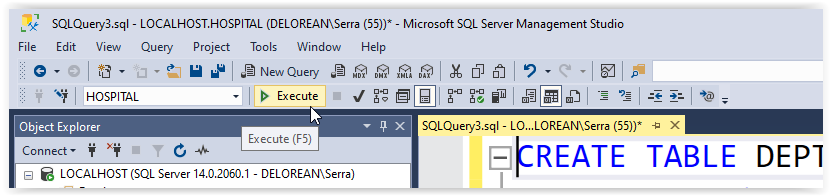 SQLQuery3.sql - LOCALHOST.HOSPITAL (DELOREAN\Serra (55))* - Microsoft SQL Server Management Studio
File Edit View Query Project Tools Window Help
New Query MDX DMX XMLA DAX
HOSPITAL Execute
Execute (F5)
Object Explorer
SQLQuery3.sql - LO...LOREAN\Serra (55))*
Connect
CREATE TABLE DEPT
LOCALHOST (SQL Server 14.0.2060.1 - DELOREAN\Serra)